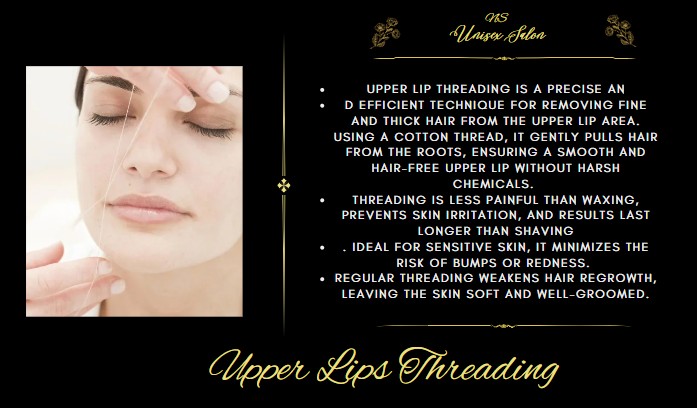 NS
Unisex Salon
• UPPER LIP THREADING IS A PRECISE AN
• D EFFICIENT TECHNIQUE FOR REMOVING FINE
AND THICK HAIR FROM THE UPPER LIP AREA.
USING A COTTON THREAD, IT GENTLY PULLS HAIR
FROM THE ROOTS, ENSURING A SMOOTH AND
HAIR-FREE UPPER LIP WITHOUT HARSH
CHEMICALS.
• THREADING IS LESS PAINFUL THAN WAXING,
PREVENTS SKIN IRRITATION, AND RESULTS LAST
LONGER THAN SHAVING
• . IDEAL FOR SENSITIVE SKIN, IT MINIMIZES THE
RISK OF BUMPS OR REDNESS.
• REGULAR THREADING WEAKENS HAIR REGROWTH,
LEAVING THE SKIN SOFT AND WELL-GROOMED.
Upper Lips Threading